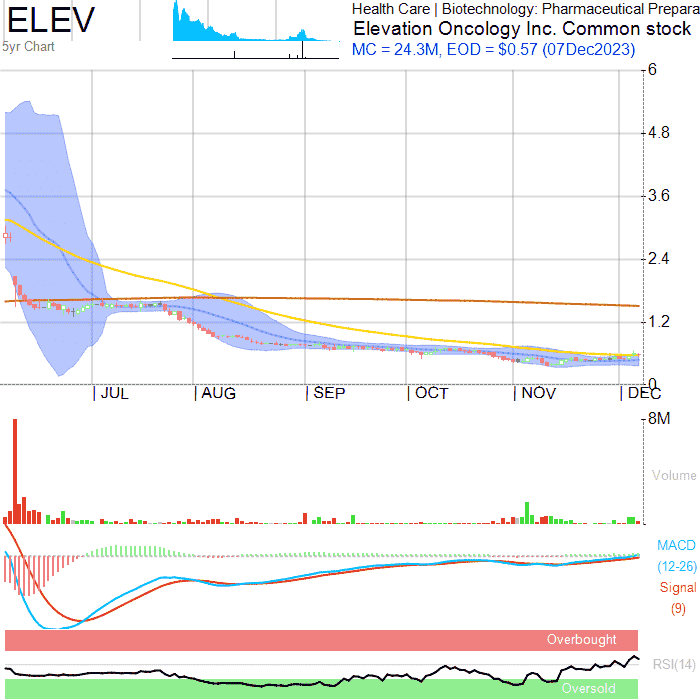 ELEV
5yr Chart
Health Care | Biotechnology: Pharmaceutical Prepara
Elevation Oncology Inc. Common stock
MC = 24.3M, EOD = $0.57 (07Dec2023)
6
4.8
3.6
2.4
1.2
0
JUL AUG SEP OCT NOV DEC
8M
Volume
MACD
(12-26)
Signal
(9)
Overbought
RSI(14)
Oversold